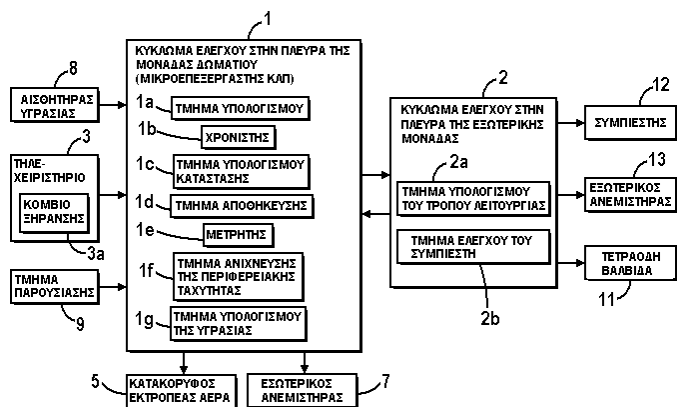 1
ΚΥΚΛΩΜΑ ΕΛΕΓΧΟΥ ΣΤΗΝ ΠΛΕΥΡΑ ΤΗΣ
ΜΟΝΑΔΑΣ ΔΩΜΑΤΙΟΥ
(ΜΙΚΡΟΕΠΕΞΕΡΓΑΣΤΗΣ ΚΛΠ)
1a
ΤΜΗΜΑ ΥΠΟΛΟΓΙΣΜΟΥ
1b
ΧΡΟΝΙΣΤΗΣ
1c
ΤΜΗΜΑ ΥΠΟΛΟΓΙΣΜΟΥ
ΚΑΤΑΣΤΑΣΗΣ
1d
ΤΜΗΜΑ ΑΠΟΘΗΚΕΥΣΗΣ
1e
ΜΕΤΡΗΤΗΣ
1f
ΤΜΗΜΑ ΑΝΙΧΝΕΥΣΗΣ
ΤΗΣ ΠΕΡΙΦΕΡΕΙΑΚΗΣ
ΤΑΧΥΤΗΤΑΣ
1g
ΤΜΗΜΑ ΥΠΟΛΟΓΙΣΜΟΥ
ΤΗΣ ΥΓΡΑΣΙΑΣ
8
ΑΙΣΘΗΤΗΡΑΣ
ΥΓΡΑΣΙΑΣ
3
ΤΗΛΕ-
ΧΕΙΡΙΣΤΗΡΙΟ
ΚΟΜΒΙΟ
ΞΗΡΑΝΣΗΣ
3a
ΤΜΗΜΑ
ΠΑΡΟΥΣΙΑΣΗΣ
9
5
ΚΑΤΑΚΟΡΥΦΟΣ
ΕΚΤΡΟΠΕΑΣ ΑΕΡΑ
ΕΣΩΤΕΡΙΚΟΣ
ΑΝΕΜΙΣΤΗΡΑΣ
7
2
ΚΥΚΛΩΜΑ ΕΛΕΓΧΟΥ ΣΤΗΝ
ΠΛΕΥΡΑ ΤΗΣ ΕΞΩΤΕΡΙΚΗΣ
ΜΟΝΑΔΑΣ
2a
ΤΜΗΜΑ ΥΠΟΛΟΓΙΣΜΟΥ
ΤΟΥ ΤΡΟΠΟΥ ΛΕΙΤΟΥΡΓΙΑΣ
ΤΜΗΜΑ ΕΛΕΓΧΟΥ ΤΟΥ
ΣΥΜΠΙΕΣΤΗ
2b
12
ΣΥΜΠΙΕΣΤΗΣ
13
ΕΞΩΤΕΡΙΚΟΣ
ΑΝΕΜΙΣΤΗΡΑΣ
ΤΕΤΡΑΟΔΗ
ΒΑΛΒΙΔΑ
11